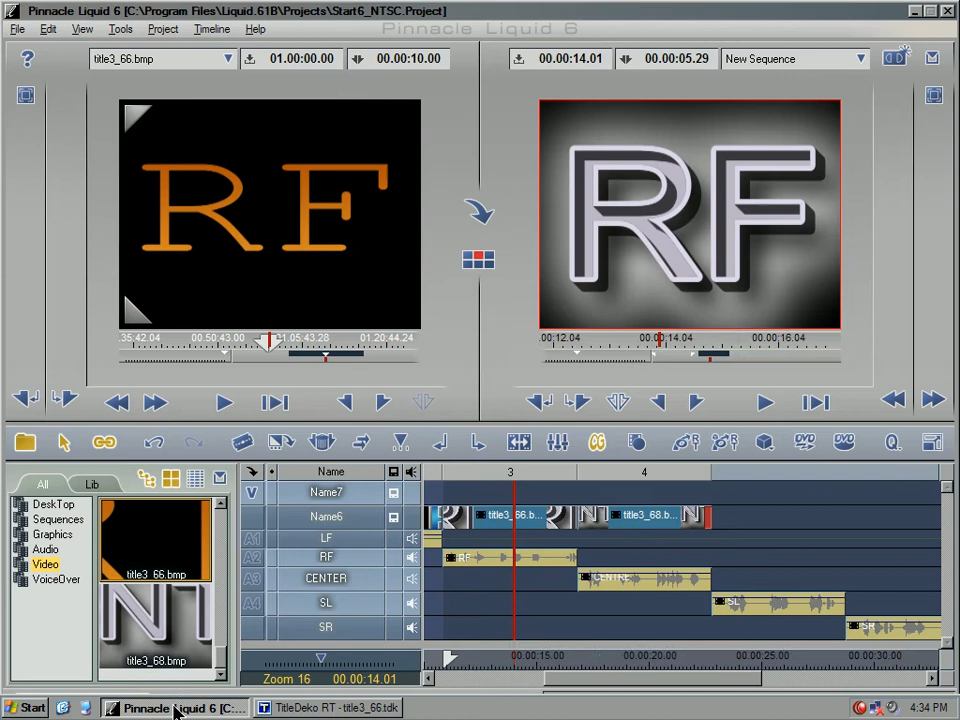 Pinnacle Liquid 6 [C:\Program Files\Liquid.61B\Projects\Start6_NTSC.Project]
File Edit View Tools Project Timeline Help
Pinnacle Liquid 6
title3_66.bmp 01.00.00.00 00.00.10.00 00.00.14.01 00.00.05.29 New Sequence
RF RF
.35:42.04 00.50:43.00 1.05:43.28 01.20:44.24 .00:12.04 00.00:14.04 00.00:16.04
All Lib Name 3 4
DeskTop
Sequences
Graphics
Audio
Video
VoiceOver
title3_66.bmp
title3_68.bmp
V Name7
Name6 title3_66.b... title3_68.b...
A1 LF
A2 RF RF
A3 CENTER CENTRE
A4 SL SL
SR SR
00:00:15.00 00:00:20.00 00:00:25.00 00:00:30.00
Zoom 16 00.00.14.01
Start Pinnacle Liquid 6 [C:... TitleDeko RT - title3_66.tdk 4:34 PM